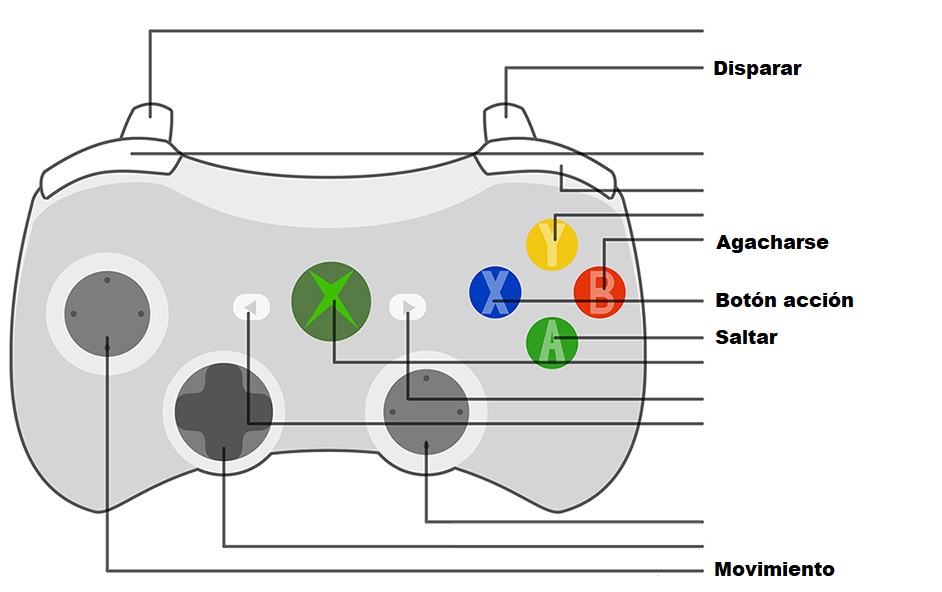 Disparar
Y
Agacharse
X
B
Botón acción
A
Saltar
Movimiento